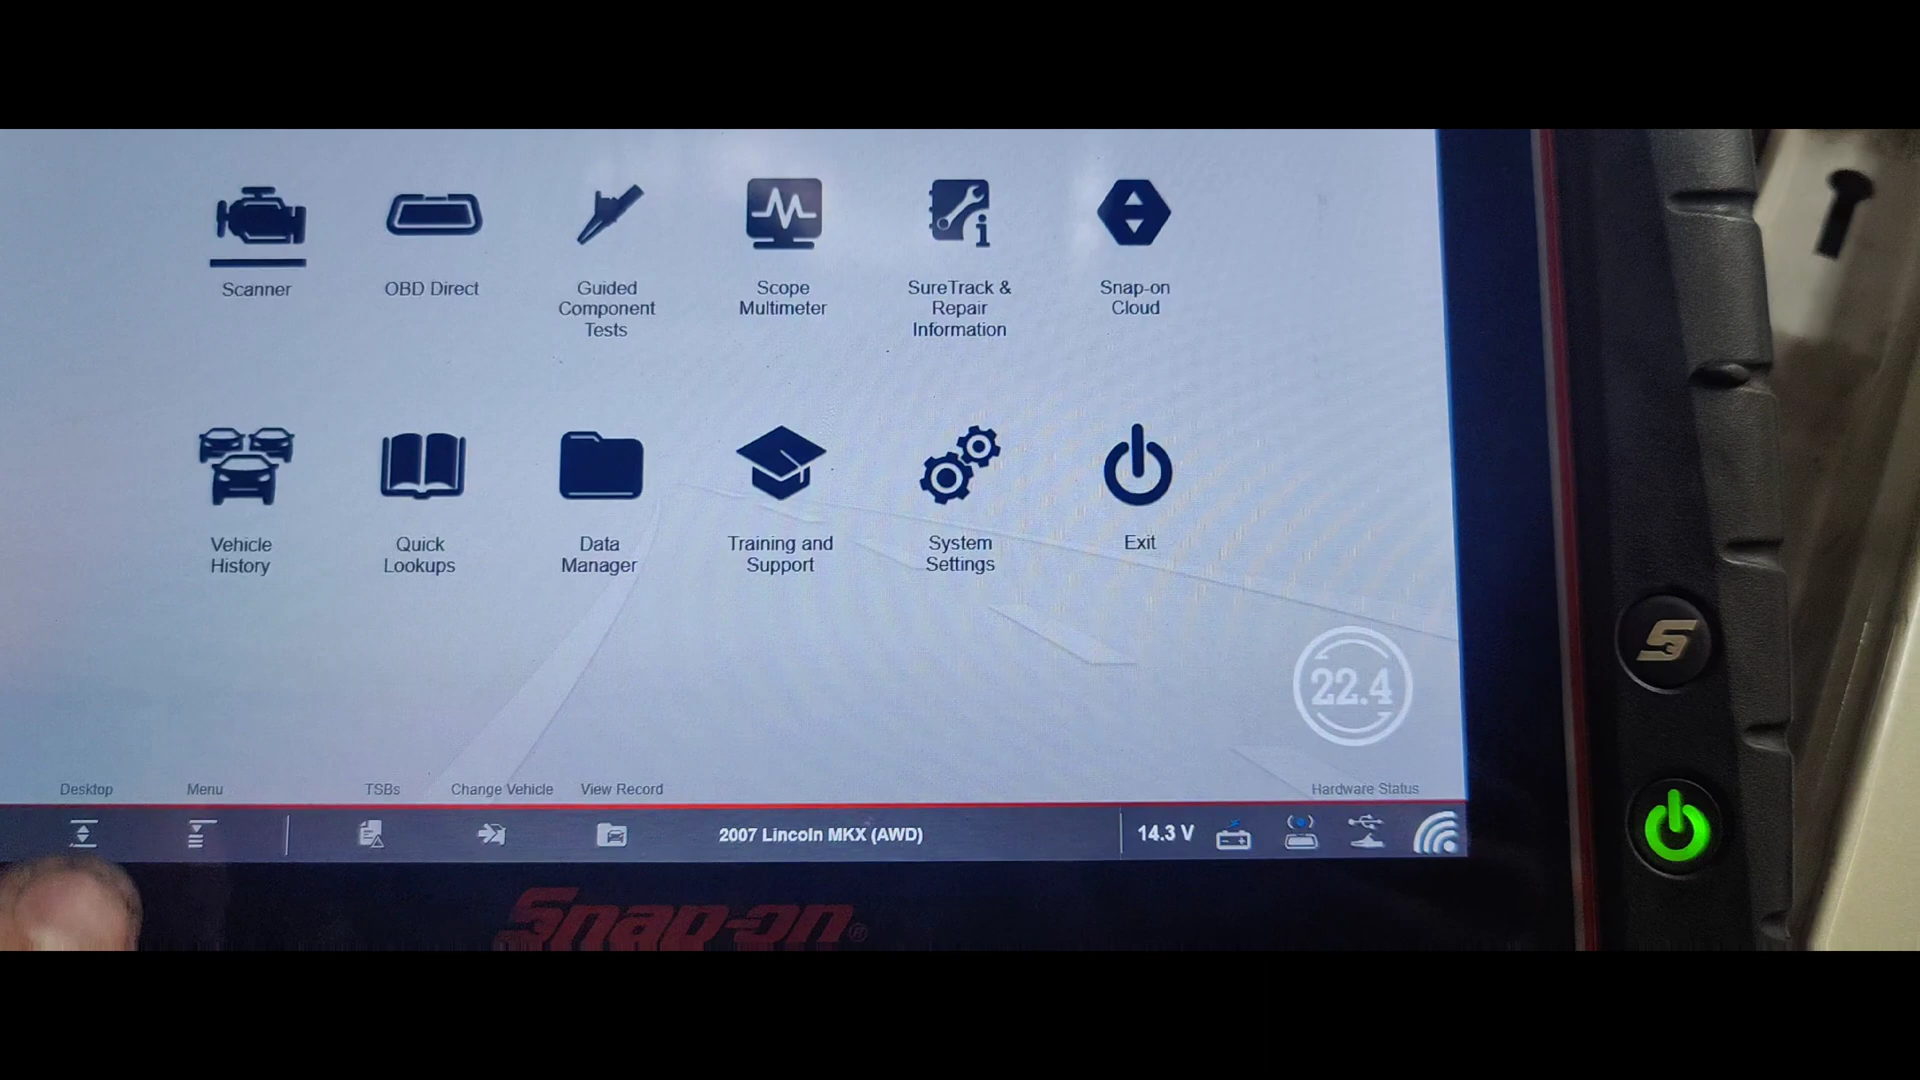 Scanner
OBD Direct
Guided
Component
Tests
Scope
Multimeter
SureTrack &
Repair
Information
Snap-on
Cloud
Vehicle
History
Quick
Lookups
Data
Manager
Training and
Support
System
Settings
Exit
22.4
Desktop
Menu
TSBs
Change Vehicle
View Record
Hardware Status
2007 Lincoln MKX (AWD)
14.3 V
Snap-on®
S